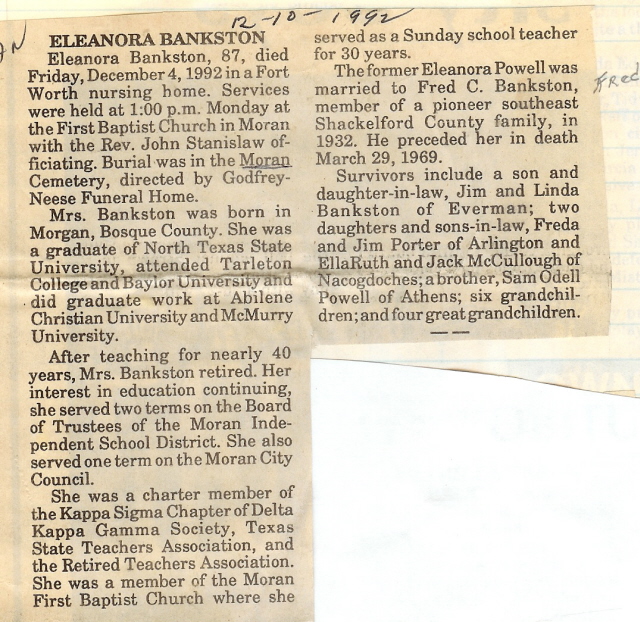 12-10-1992
ELEANORA BANKSTON
Eleanora Bankston, 87, died
Friday, December 4, 1992 in a Fort
Worth nursing home. Services
were held at 1:00 p.m. Monday at
the First Baptist Church in Moran
with the Rev. John Stanislaw of-
ficiating. Burial was in the Moran
Cemetery, directed by Godfrey-
Neese Funeral Home.
Mrs. Bankston was born in
Morgan, Bosque County. She was
a graduate of North Texas State
University, attended Tarleton
College and Baylor University and
did graduate work at Abilene
Christian University and McMurry
University.
After teaching for nearly 40
years, Mrs. Bankston retired. Her
interest in education continuing,
she served two terms on the Board
of Trustees of the Moran Inde-
pendent School District. She also
served one term on the Moran City
Council.
She was a charter member of
the Kappa Sigma Chapter of Delta
Kappa Gamma Society, Texas
State Teachers Association, and
the Retired Teachers Association.
She was a member of the Moran
First Baptist Church where she
served as a Sunday school teacher
for 30 years.
The former Eleanora Powell was
married to Fred C. Bankston,
member of a pioneer southeast
Shackelford County family, in
1932. He preceded her in death
March 29, 1969.
Survivors include a son and
daughter-in-law, Jim and Linda
Bankston of Everman; two
daughters and sons-in-law, Freda
and Jim Porter of Arlington and
EllaRuth and Jack McCullough of
Nacogdoches; a brother, Sam Odell
Powell of Athens; six grandchil-
dren; and four great grandchildren.
Fred